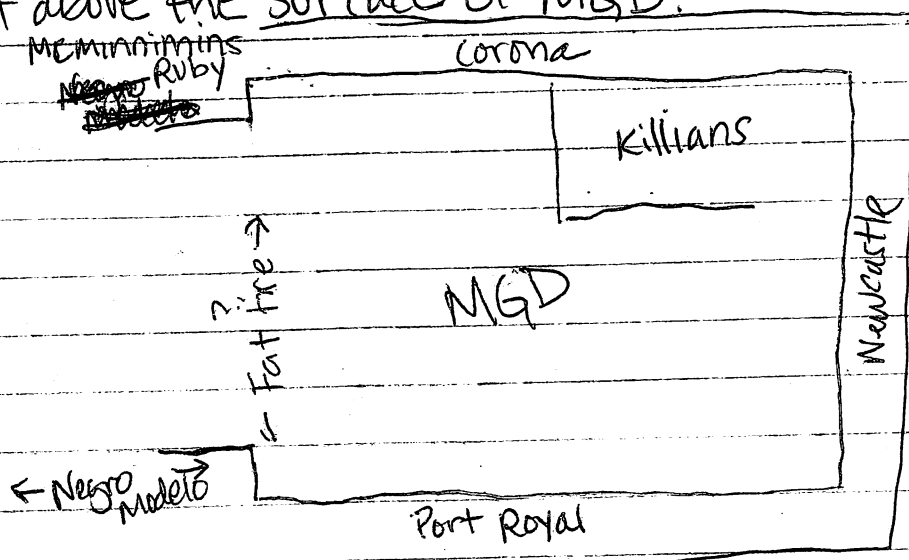 above the surface of MGD.
McMinnimins
Ruby
Corona
Killians
Newcastle
Fat tire
MGD
Negro
Modelo
Port Royal